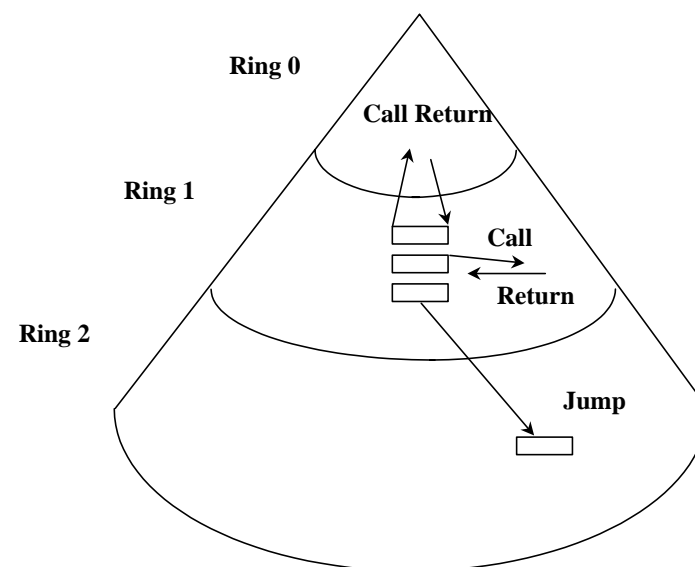 Ring 0
Call Return
Ring 1
Call
Return
Ring 2
Jump